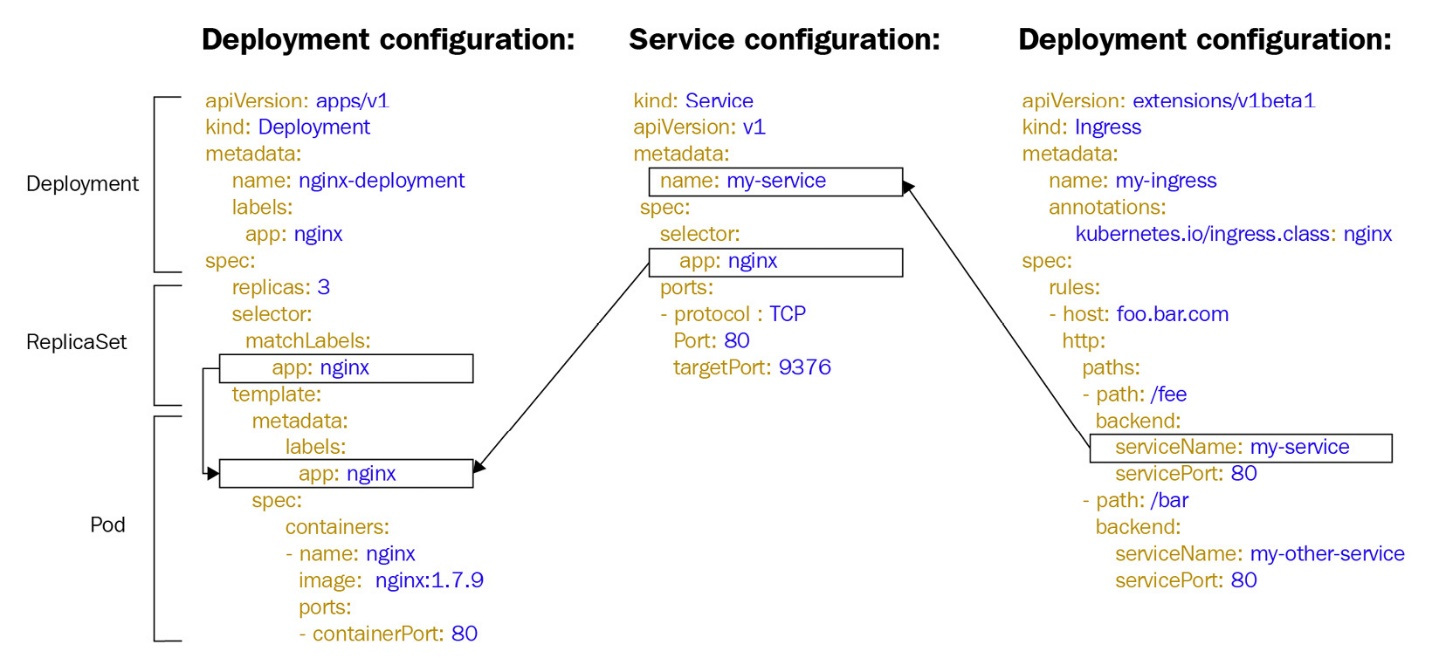 Deployment configuration:
apiVersion: apps/v1
kind: Deployment
metadata:
name: nginx-deployment
labels:
app: nginx
spec:
replicas: 3
selector:
matchLabels:
app: nginx
template:
metadata:
labels:
app: nginx
spec:
containers:
- name: nginx
image: nginx:1.7.9
ports:
- containerPort: 80
Deployment
ReplicaSet
Pod
Service configuration:
kind: Service
apiVersion: v1
metadata:
name: my-service
spec:
selector:
app: nginx
ports:
- protocol : TCP
Port: 80
targetPort: 9376
Deployment configuration:
apiVersion: extensions/v1beta1
kind: Ingress
metadata:
name: my-ingress
annotations:
kubernetes.io/ingress.class: nginx
spec:
rules:
- host: foo.bar.com
http:
paths:
- path: /fee
backend:
serviceName: my-service
servicePort: 80
- path: /bar
backend:
serviceName: my-other-service
servicePort: 80